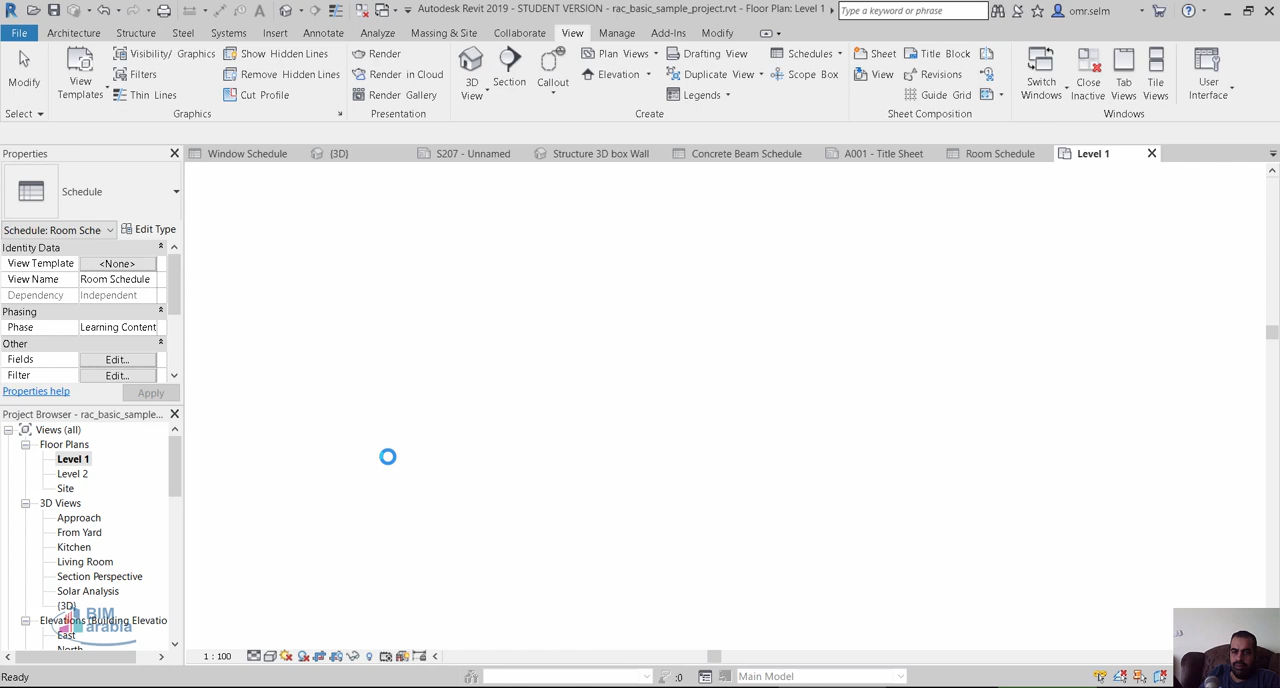 Autodesk Revit 2019 - STUDENT VERSION - rac_basic_sample_project.rvt - Floor Plan: Level 1
Type a keyword or phrase
omr.selm
File Architecture Structure Steel Systems Insert Annotate Analyze Massing & Site Collaborate View Manage Add-Ins Modify
Modify
Select
View Templates
Visibility/ Graphics
Filters
Thin Lines
Show Hidden Lines
Remove Hidden Lines
Cut Profile
Graphics
Render
Render in Cloud
Render Gallery
Presentation
3D View
Section
Callout
Plan Views
Elevation
Drafting View
Duplicate View
Legends
Schedules
Scope Box
Create
Sheet
View
Title Block
Revisions
Guide Grid
Sheet Composition
Switch Windows
Close Inactive
Tab Views
Tile Views
Windows
User Interface
Window Schedule
{3D}
S207 - Unnamed
Structure 3D box Wall
Concrete Beam Schedule
A001 - Title Sheet
Room Schedule
Level 1
Properties
Schedule
Schedule: Room Sche
Edit Type
Identity Data
View Template <None>
View Name Room Schedule
Dependency Independent
Phasing
Phase Learning Content
Other
Fields Edit...
Filter Edit...
Properties help
Apply
Project Browser - rac_basic_sample...
Views (all)
Floor Plans
Level 1
Level 2
Site
3D Views
Approach
From Yard
Kitchen
Living Room
Section Perspective
Solar Analysis
{3D}
Elevations (Building Elevatio
East
North
BIM
arabia
1 : 100
Ready
:0
Main Model